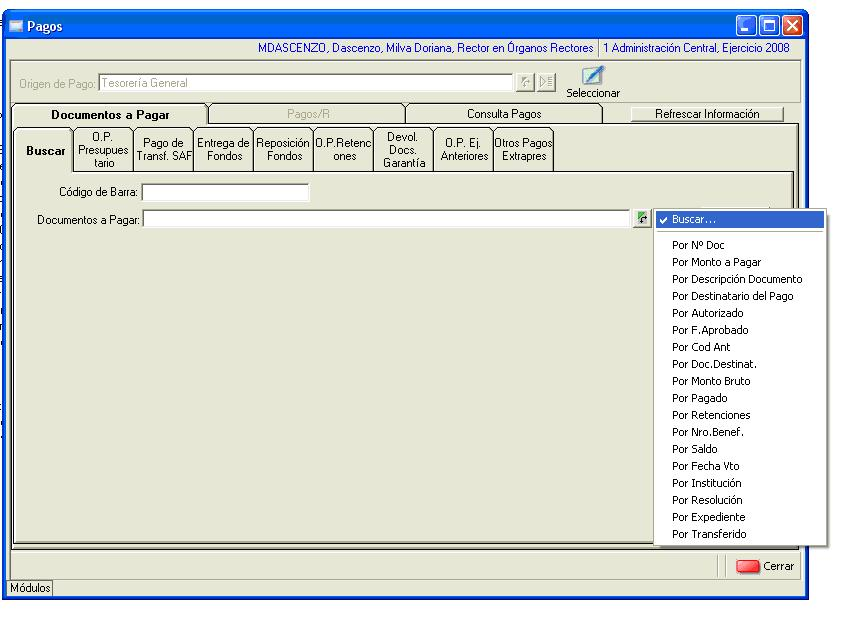 Pagos
MDASCENZO, Dascenzo, Milva Doriana, Rector en Órganos Rectores 1 Administración Central, Ejercicio 2008
Origen de Pago: Tesorería General
Seleccionar
Documentos a Pagar Pagos/R Consulta Pagos Refrescar Información
Buscar
O.P.
Presupues
tario
Pago de
Transf. SAF
Entrega de
Fondos
Reposición
Fondos
O.P.Retenc
ones
Devol.
Docs.
Garantía
O.P. Ej.
Anteriores
Otros Pagos
Extrapres
Código de Barra:
Documentos a Pagar:
Buscar...
Por Nº Doc
Por Monto a Pagar
Por Descripción Documento
Por Destinatario del Pago
Por Autorizado
Por F.Aprobado
Por Cod Ant
Por Doc.Destinat.
Por Monto Bruto
Por Pagado
Por Retenciones
Por Nro.Benef.
Por Saldo
Por Fecha Vto
Por Institución
Por Resolución
Por Expediente
Por Transferido
Cerrar
Módulos